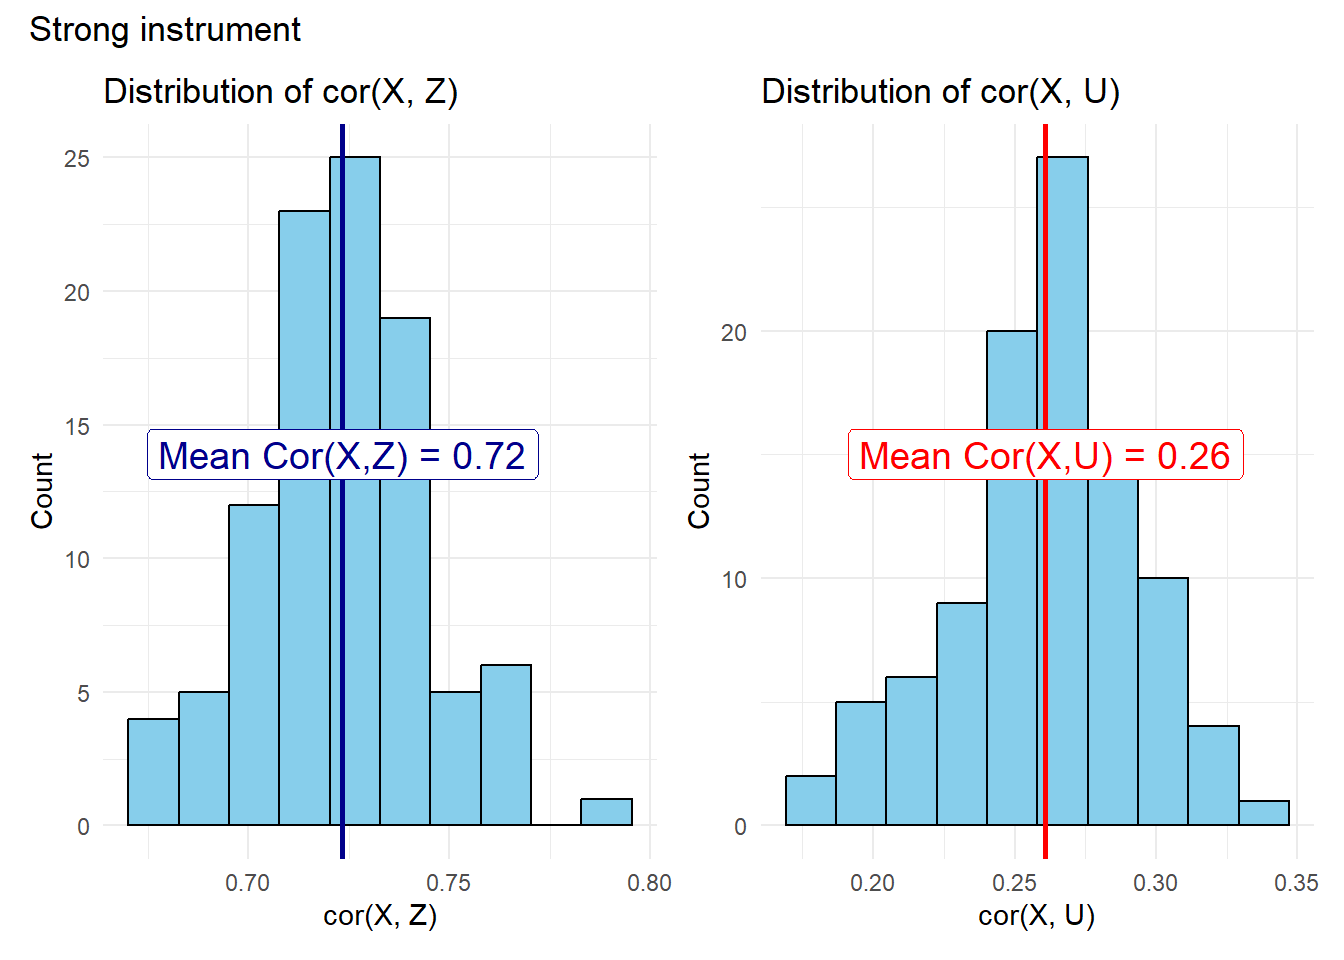 Strong instrument
Distribution of cor(X, Z)
25
20
15
10
5
0
Count
Mean Cor(X,Z) = 0.72
0.70
0.75
0.80
cor(X, Z)
Distribution of cor(X, U)
20
10
0
Count
Mean Cor(X,U) = 0.26
0.20
0.25
0.30
0.35
cor(X, U)